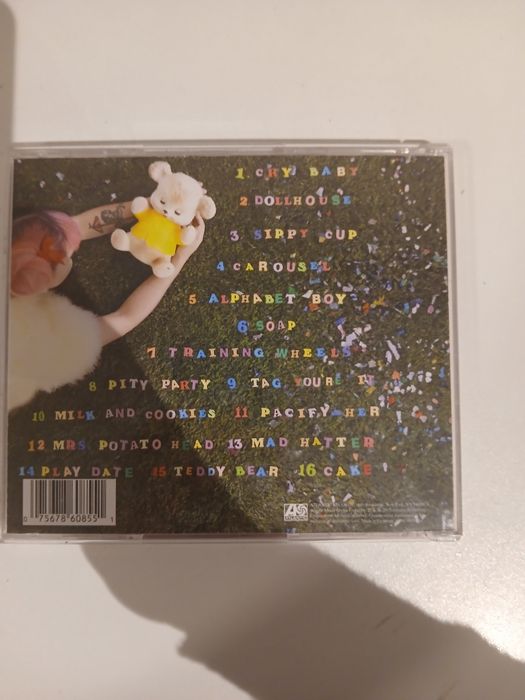 1. CRY BABY
2. DOLLHOUSE
3. SIPPY CUP
4 CAROUSEL
5. ALPHABET BOY
6 SOAP
7 TRAINING WHEELS
8 PITY PARTY 9 TAG, YOU'RE IT
10 MILK AND COOKIES 11 PACIFY HER
12 MRS POTATO HEAD 13 MAD HATTER
14 PLAY DATE 15 TEDDY BEAR 16 CAKE
0 75678 60855 1